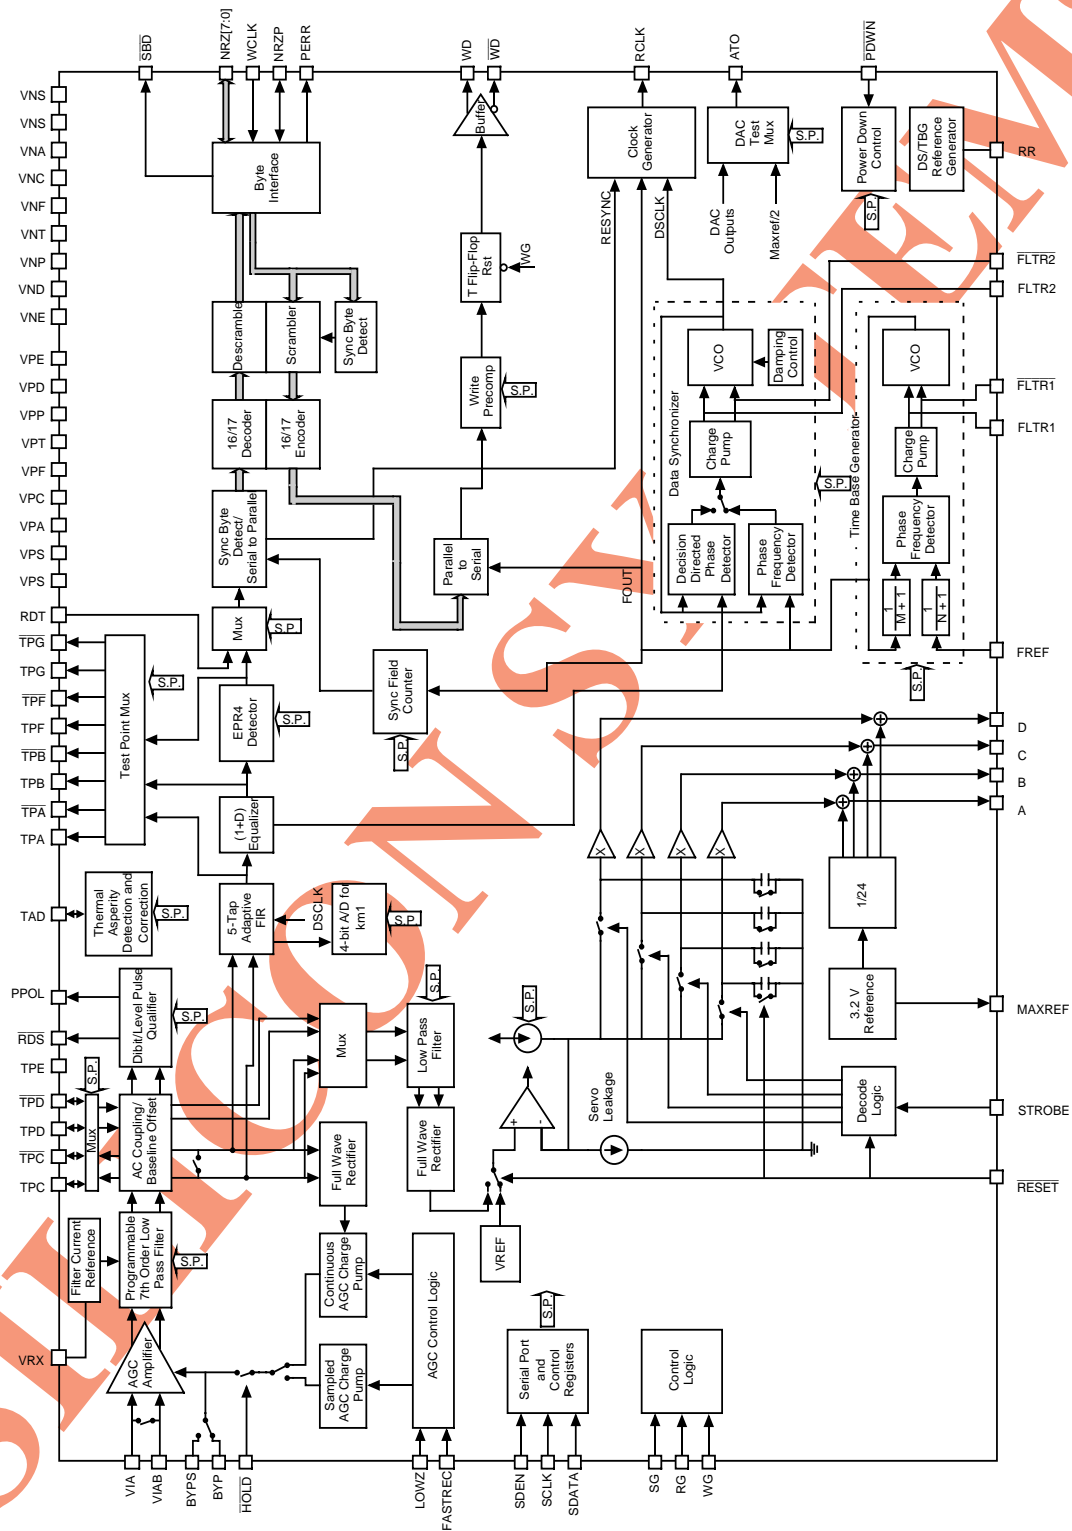 SBD
NRZ[7:0]
WCLK
NRZP
PERR
WD
WD
RCLK
ATO
PDWN
VNS
VNS
VNA
VNC
VNF
VNT
VNP
VND
VNE
VPE
VPD
VPP
VPT
VPF
VPC
VPA
VPS
VPS
RDT
TPG
TPG
TPF
TPF
TPB
TPB
TPA
TPA
TAD
PPOL
RDS
TPE
TPD
TPD
TPC
TPC
VRX
Byte
Interface
Buffer
Clock
Generator
DAC
Test
Mux
S.P.
Power Down
Control
S.P.
DS/TBG
Reference
Generator
RR
RESYNC
DSCLK
DAC
Outputs
Maxref/2
T Flip-Flop
Rst
WG
FLTR2
FLTR2
FLTR1
FLTR1
FREF
Descrambler
Scrambler
Sync Byte
Detect
Write
Precomp
S.P.
16/17
Decoder
16/17
Encoder
Sync Byte
Detect/
Serial to Parallel
Parallel
to
Serial
Data Synchronizer
VCO
Damping
Control
Charge
Pump
Decision
Directed
Phase
Detector
Phase
Frequency
Detector
S.P.
Time Base Generator
VCO
Charge
Pump
Phase
Frequency
Detector
1
M + 1
1
N + 1
S.P.
FOUT
Mux
S.P.
Sync Field
Counter
S.P.
Test Point Mux
S.P.
EPR4
Detector
S.P.
(1+D)
Equalizer
5-Tap
Adaptive
FIR
DSCLK
4-bit A/D for
km1
S.P.
Thermal
Asperity
Detection and
Correction
S.P.
Dibit/Level Pulse
Qualifier
S.P.
S.P.
Mux
AC Coupling/
Baseline Offset
Mux
Low Pass
Filter
S.P.
Full Wave
Rectifier
Full Wave
Rectifier
Filter Current
Reference
Programmable
7th Order Low
Pass Filter
S.P.
AGC
Amplifier
Continuous
AGC Charge
Pump
Sampled
AGC Charge
Pump
AGC Control Logic
X
X
X
X
D
C
B
A
1/24
3.2 V
Reference
MAXREF
Decode
Logic
STROBE
RESET
S.P.
+
-
Servo
Leakage
VREF
S.P.
Serial Port
and
Control
Registers
Control
Logic
VIA
VIAB
BYPS
BYP
HOLD
LOWZ
FASTREC
SDEN
SCLK
SDATA
SG
RG
WG